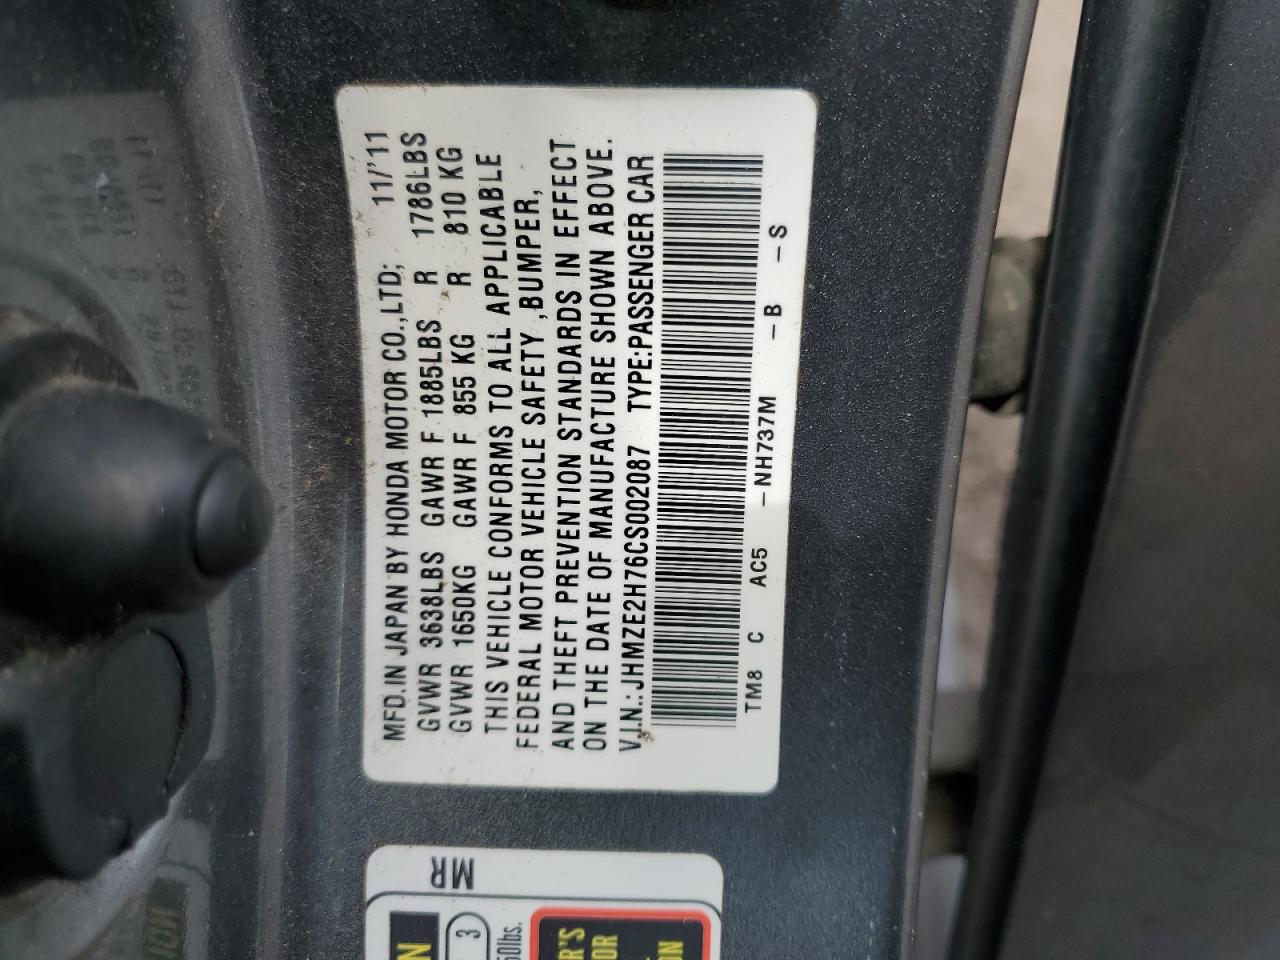 MFD. IN JAPAN BY HONDA MOTOR CO., LTD; 11/'11
GVWR 3638LBS GAWR F 1885LBS R 1786LBS
GVWR 1650KG GAWR F 855 KG R 810 KG
THIS VEHICLE CONFORMS TO ALL APPLICABLE
FEDERAL MOTOR VEHICLE SAFETY ,BUMPER,
AND THEFT PREVENTION STANDARDS IN EFFECT
ON THE DATE OF MANUFACTURE SHOWN ABOVE.
V.I.N.: JHMZE2H76CS002087 TYPE:PASSENGER CAR
TM8 C AC5 -NH737M -B -S
MR
3